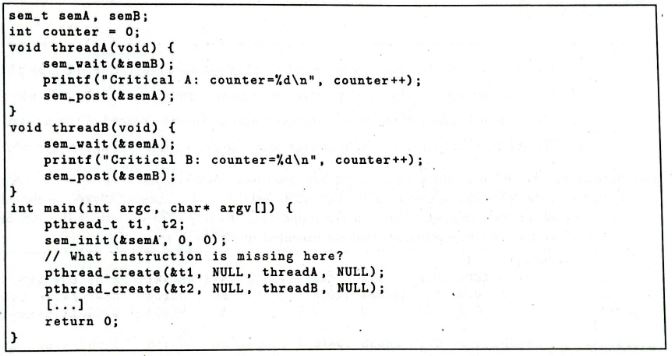 sem_t semA, semB;
int counter = 0;
void threadA(void) {
    sem_wait(&semB);
    printf("Critical A: counter=%d\n", counter++);
    sem_post(&semA);
}
void threadB(void) {
    sem_wait(&semA);
    printf("Critical B: counter=%d\n", counter++);
    sem_post(&semB);
}
int main(int argc, char* argv[]) {
    pthread_t t1, t2;
    sem_init(&semA, 0, 0);
    // What instruction is missing here?
    pthread_create(&t1, NULL, threadA, NULL);
    pthread_create(&t2, NULL, threadB, NULL);
    [...]
    return 0;
}